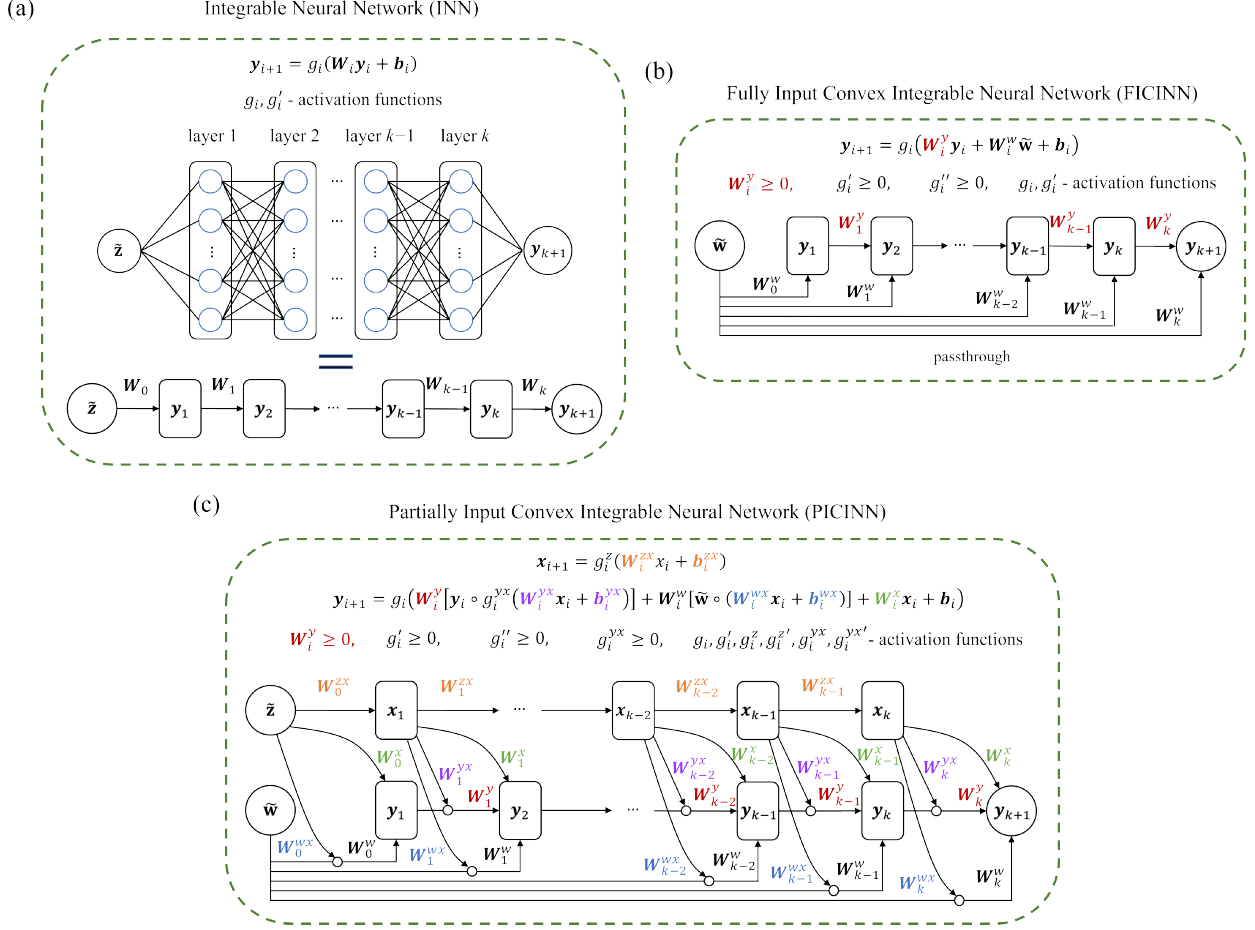 (a)
Integrable Neural Network (INN)
𝒚ᵢ₊₁ = gᵢ(𝑾ᵢ𝒚ᵢ + 𝒃ᵢ)
gᵢ, gᵢ′ - activation functions
layer 1 layer 2 layer k−1 layer k
... ...
z̃ ⋮ ⋮ ⋮ ⋮ y_{k+1}
... ...
=
W_0 W_1 W_{k−1} W_k
z̃ y_1 y_2 ... y_{k−1} y_k y_{k+1}
(b)
Fully Input Convex Integrable Neural Network (FICINN)
y_{i+1} = g_i(W_i^y y_i + W_i^w w̃ + b_i)
W_i^y ≥ 0, g_i′ ≥ 0, g_i″ ≥ 0, g_i, g_i′ - activation functions
W_1^y W_{k−1}^y W_k^y
w̃ y_1 y_2 ... y_{k−1} y_k y_{k+1}
W_0^w W_1^w W_{k−2}^w W_{k−1}^w W_k^w
passthrough
(c)
Partially Input Convex Integrable Neural Network (PICINN)
x_{i+1} = g_i^z(W_i^{zx} x_i + b_i^{zx})
y_{i+1} = g_i(W_i^y[y_i ∘ g_i^{yx}(W_i^{yx} x_i + b_i^{yx})] + W_i^w[w̃ ∘ (W_i^{wx} x_i + b_i^{wx})] + W_i^x x_i + b_i)
W_i^y ≥ 0, g_i′ ≥ 0, g_i″ ≥ 0, g_i^{yx} ≥ 0, g_i, g_i′, g_i^z, g_i^{z′}, g_i^{yx}, g_i^{yx′} - activation functions
W_0^{zx} W_1^{zx} W_{k−2}^{zx} W_{k−1}^{zx}
z̃ x_1 ... x_{k−2} x_{k−1} x_k
W_0^x W_1^{yx} W_1^x W_{k−2}^{yx} W_{k−2}^x W_{k−1}^{yx} W_{k−1}^x W_k^{yx} W_k^x
W_1^y W_{k−2}^y W_{k−1}^y W_k^y
w̃ y_1 y_2 ... y_{k−1} y_k y_{k+1}
W_0^{wx} W_0^w W_1^{wx} W_1^w W_{k−2}^{wx} W_{k−2}^w W_{k−1}^{wx} W_{k−1}^w W_k^{wx} W_k^w